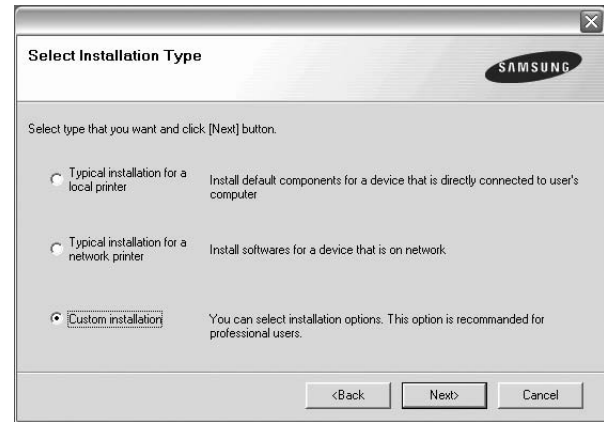 Select Installation Type
SAMSUNG
Select type that you want and click [Next] button.
Typical installation for a
local printer
Install default components for a device that is directly connected to user's
computer
Typical installation for a
network printer
Install softwares for a device that is on network
Custom installation
You can select installation options. This option is recommanded for
professional users.
<Back
Next>
Cancel